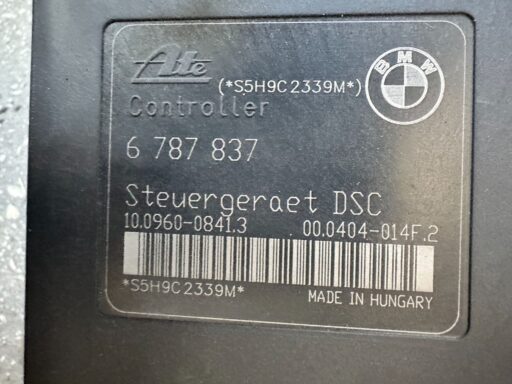 Ate
(*S5H9C2339M*)
BMW
Controller
6 787 837
Steuergeraet DSC
10.0960-0841.3 00.0404-014F.2
*S5H9C2339M*
MADE IN HUNGARY